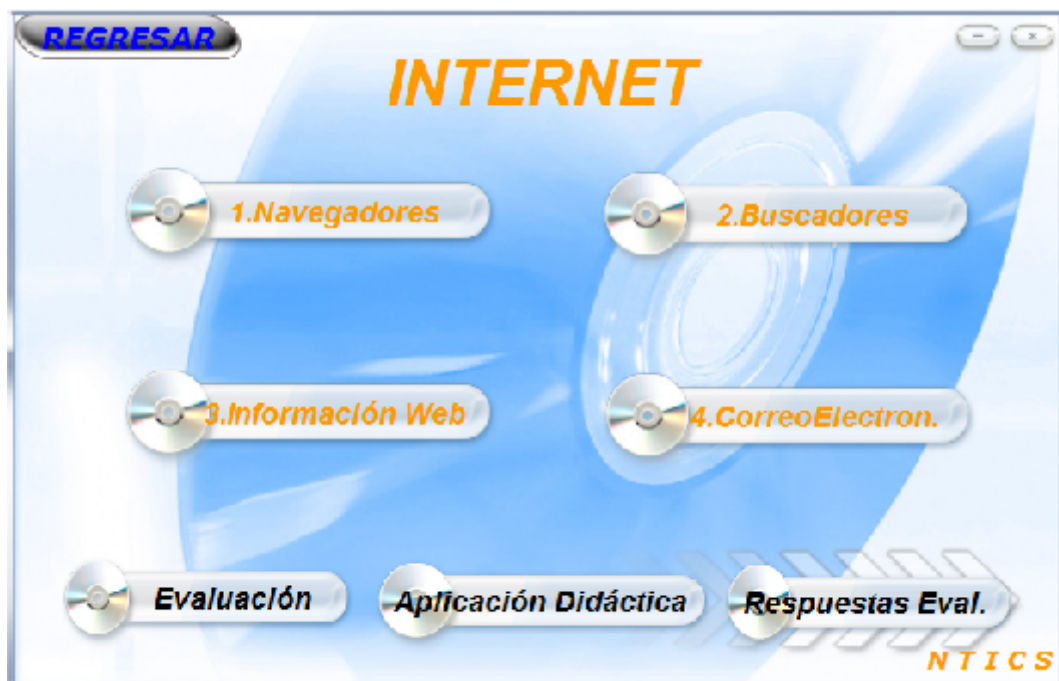 REGRESAR
INTERNET
1.Navegadores
2.Buscadores
3.Información Web
4.CorreoElectron.
Evaluación
Aplicación Didáctica
Respuestas Eval.
NTICS